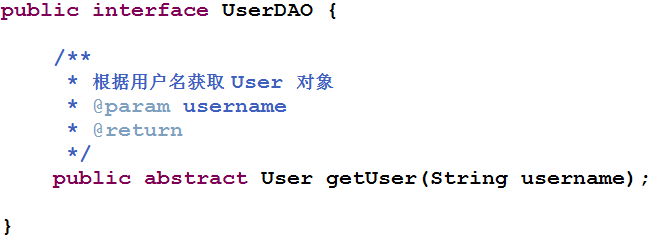 public interface UserDAO {
/**
* 根据用户名获取 User 对象
* @param username
* @return
*/
public abstract User getUser(String username);
}